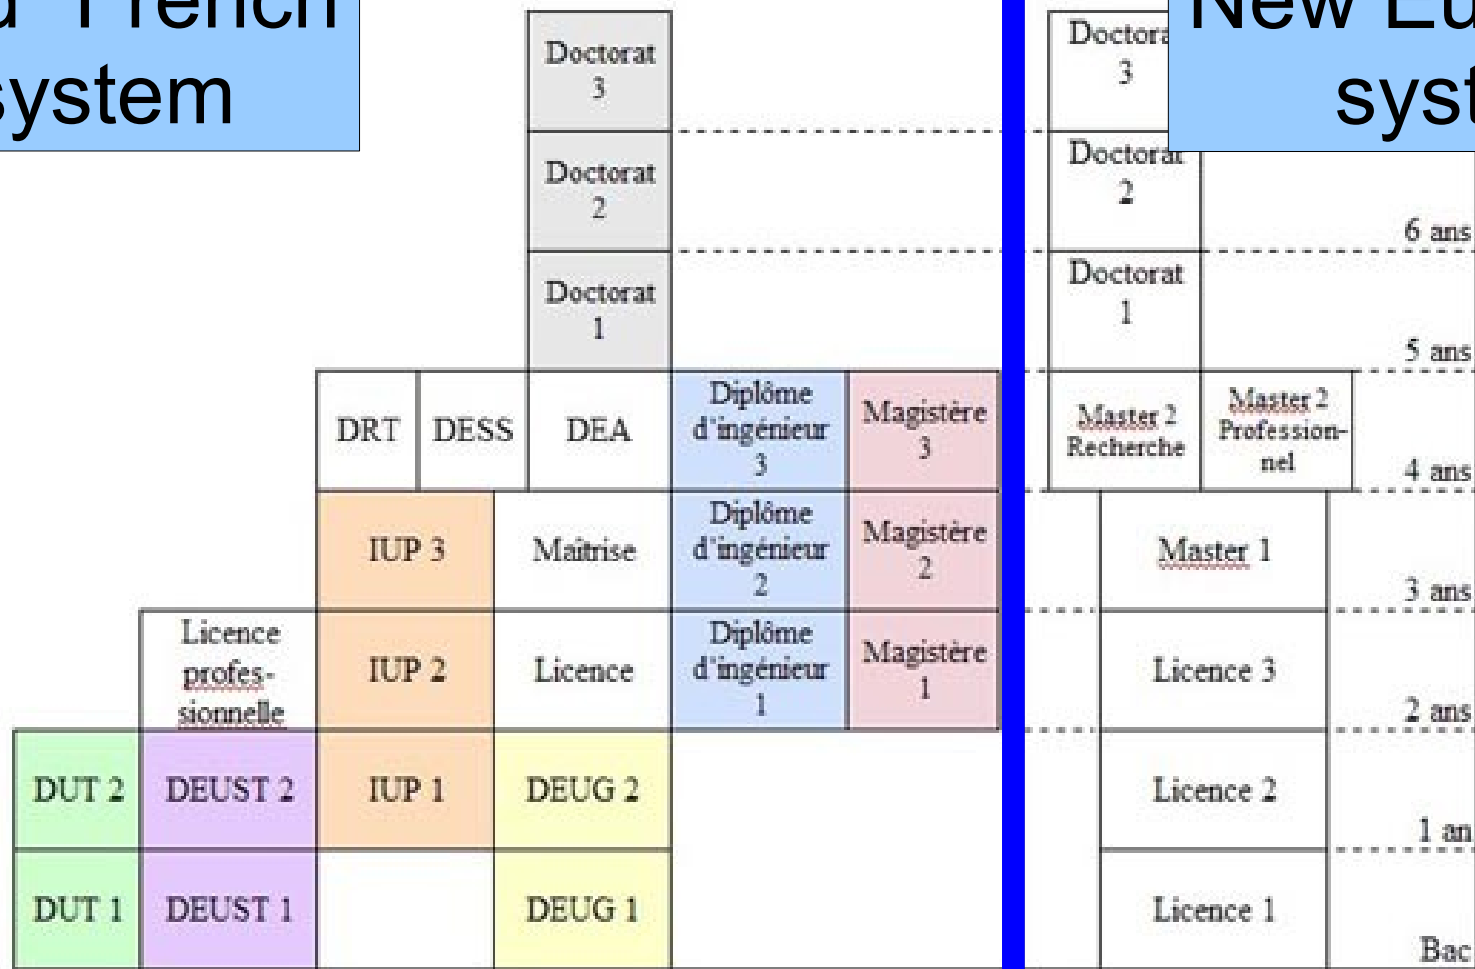 French
system
New Eu
syst
Doctorat
3
Doctorat
2
Doctorat
1
DRT
DESS
DEA
Diplôme
d'ingénieur
3
Magistère
3
IUP 3
Maîtrise
Diplôme
d'ingénieur
2
Magistère
2
Licence
profes-
sionnelle
IUP 2
Licence
Diplôme
d'ingénieur
1
Magistère
1
DUT 2
DEUST 2
IUP 1
DEUG 2
DUT 1
DEUST 1
DEUG 1
Doctora
3
Doctorat
2
6 ans
Doctorat
1
5 ans
Master 2
Recherche
Master 2
Profession-
nel
4 ans
Master 1
3 ans
Licence 3
2 ans
Licence 2
1 an
Licence 1
Bac